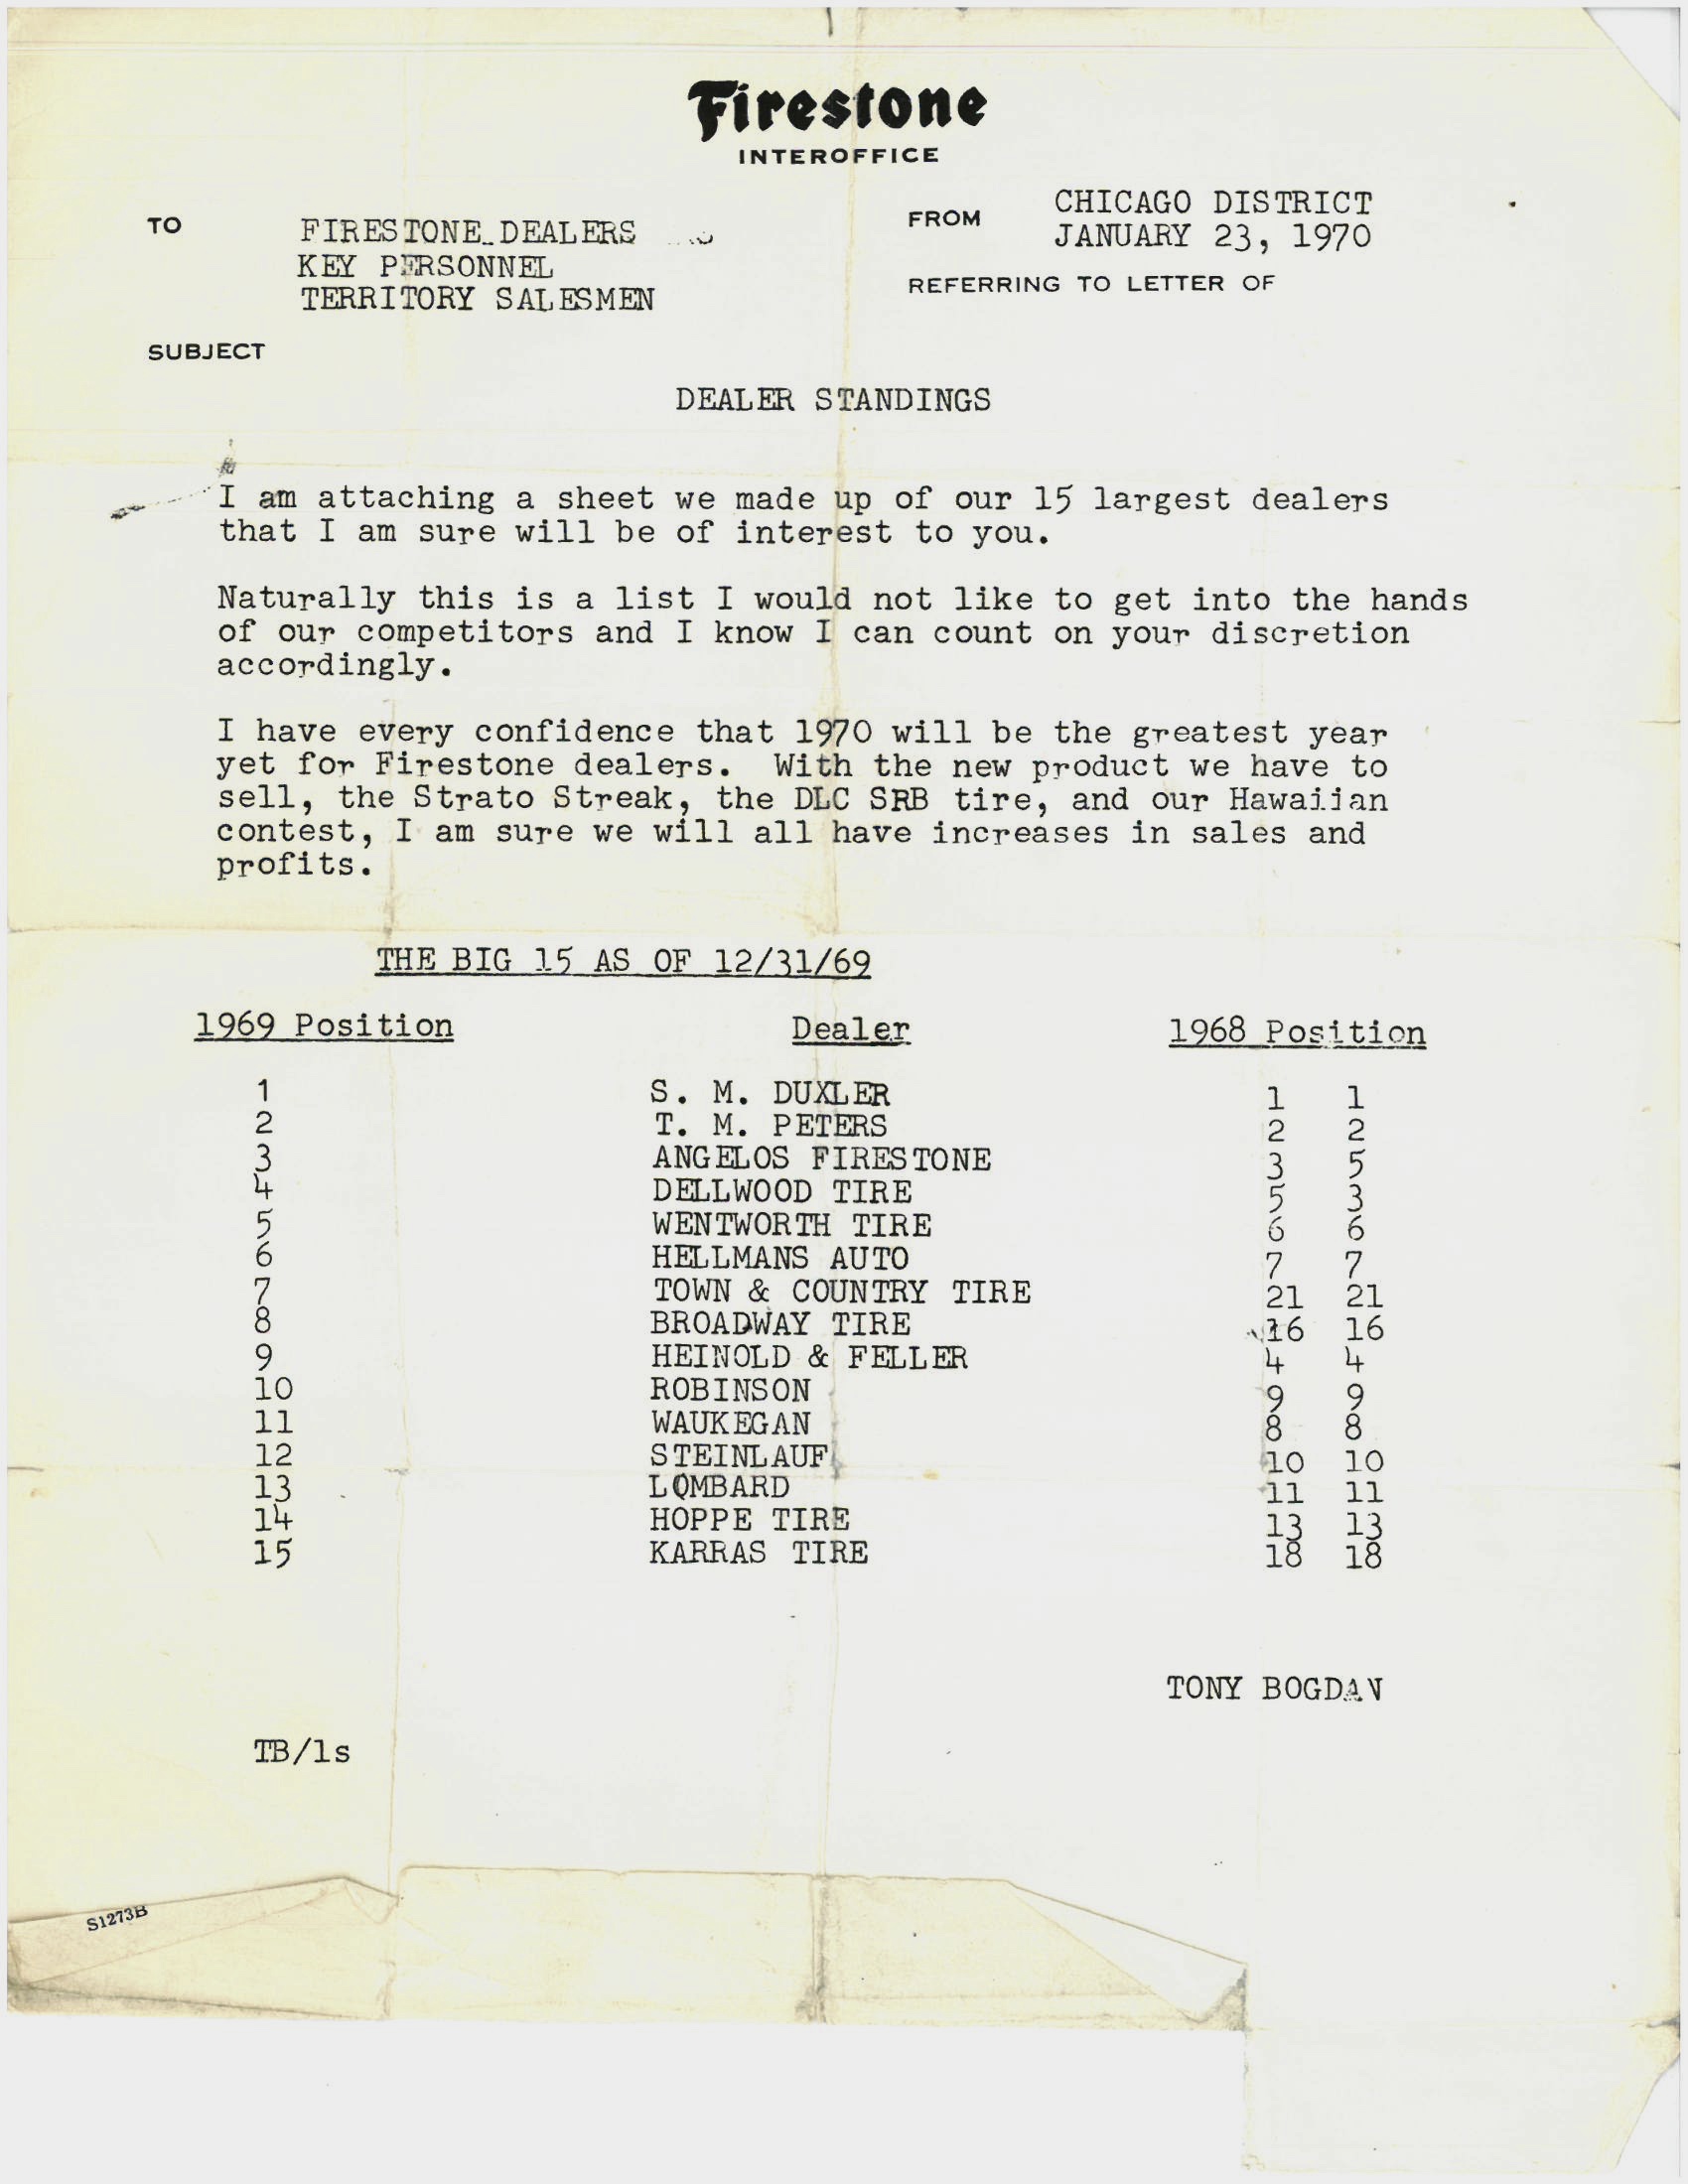 Firestone
INTEROFFICE
TO FIRESTONE DEALERS
KEY PERSONNEL
TERRITORY SALESMEN
FROM CHICAGO DISTRICT
JANUARY 23, 1970
REFERRING TO LETTER OF
SUBJECT
DEALER STANDINGS
I am attaching a sheet we made up of our 15 largest dealers
that I am sure will be of interest to you.
Naturally this is a list I would not like to get into the hands
of our competitors and I know I can count on your discretion
accordingly.
I have every confidence that 1970 will be the greatest year
yet for Firestone dealers. With the new product we have to
sell, the Strato Streak, the DLC SRB tire, and our Hawaiian
contest, I am sure we will all have increases in sales and
profits.
THE BIG 15 AS OF 12/31/69
1969 Position Dealer 1968 Position
1 S. M. DUXLER 1 1
2 T. M. PETERS 2 2
3 ANGELOS FIRESTONE 3 5
4 DELLWOOD TIRE 5 3
5 WENTWORTH TIRE 6 6
6 HELLMANS AUTO 7 7
7 TOWN & COUNTRY TIRE 21 21
8 BROADWAY TIRE 16 16
9 HEINOLD & FELLER 4 4
10 ROBINSON 9 9
11 WAUKEGAN 8 8
12 STEINLAUF 10 10
13 LOMBARD 11 11
14 HOPPE TIRE 13 13
15 KARRAS TIRE 18 18
TONY BOGDAN
TB/ls
S1273B